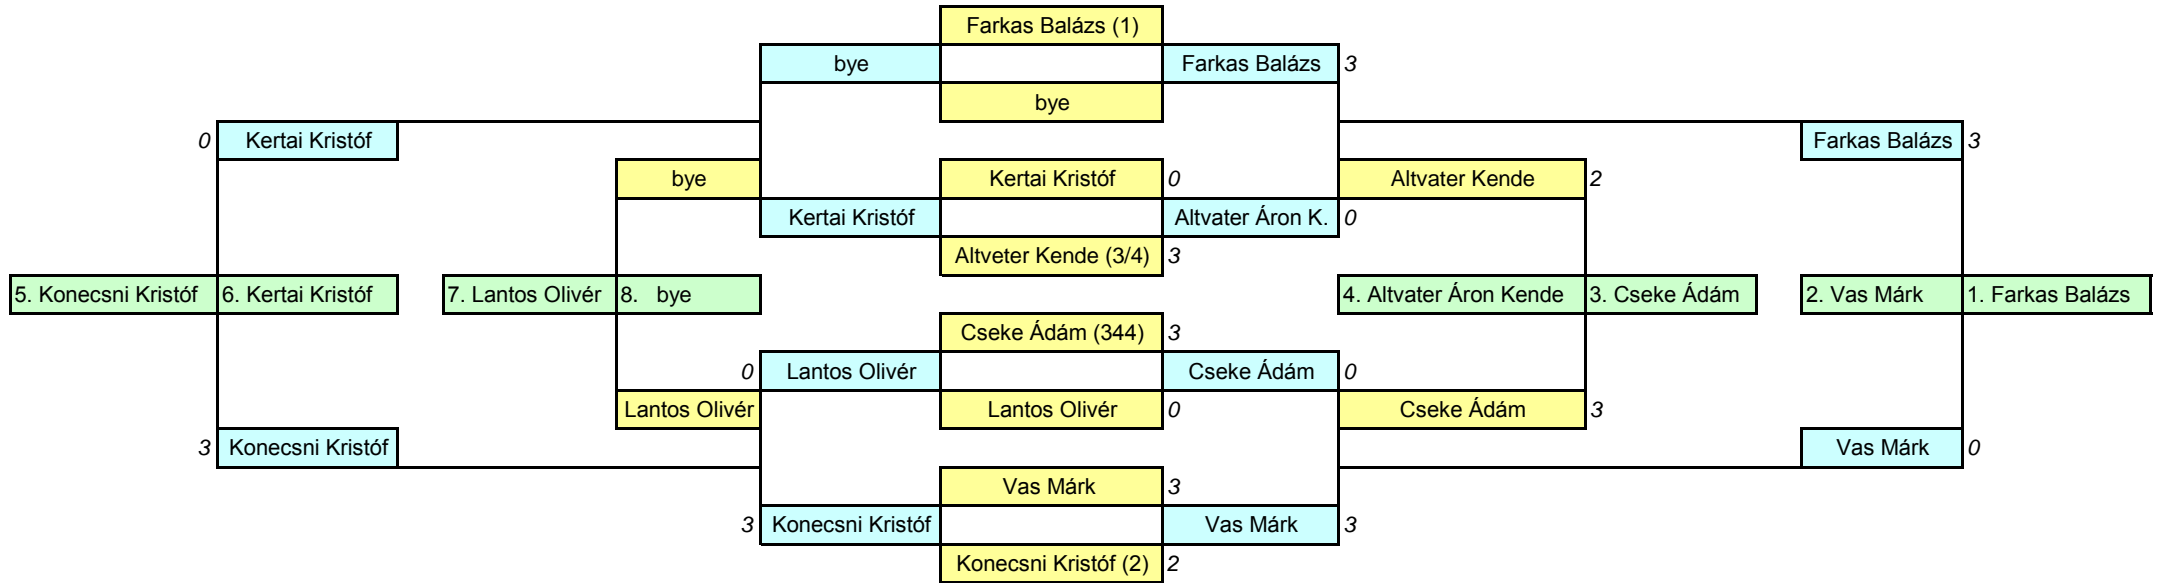 Farkas Balázs (1)
bye Farkas Balázs 3
bye
0 Kertai Kristóf Farkas Balázs 3
bye Kertai Kristóf 0 Altvater Kende 2
Kertai Kristóf Altvater Áron K. 0
Altveter Kende (3/4) 3
5. Konecsni Kristóf 6. Kertai Kristóf 7. Lantos Olivér 8. bye 4. Altvater Áron Kende 3. Cseke Ádám 2. Vas Márk 1. Farkas Balázs
Cseke Ádám (344) 3
0 Lantos Olivér Cseke Ádám 0
Lantos Olivér Lantos Olivér 0 Cseke Ádám 3
3 Konecsni Kristóf Vas Márk 0
Vas Márk 3
3 Konecsni Kristóf Vas Márk 3
Konecsni Kristóf (2) 2